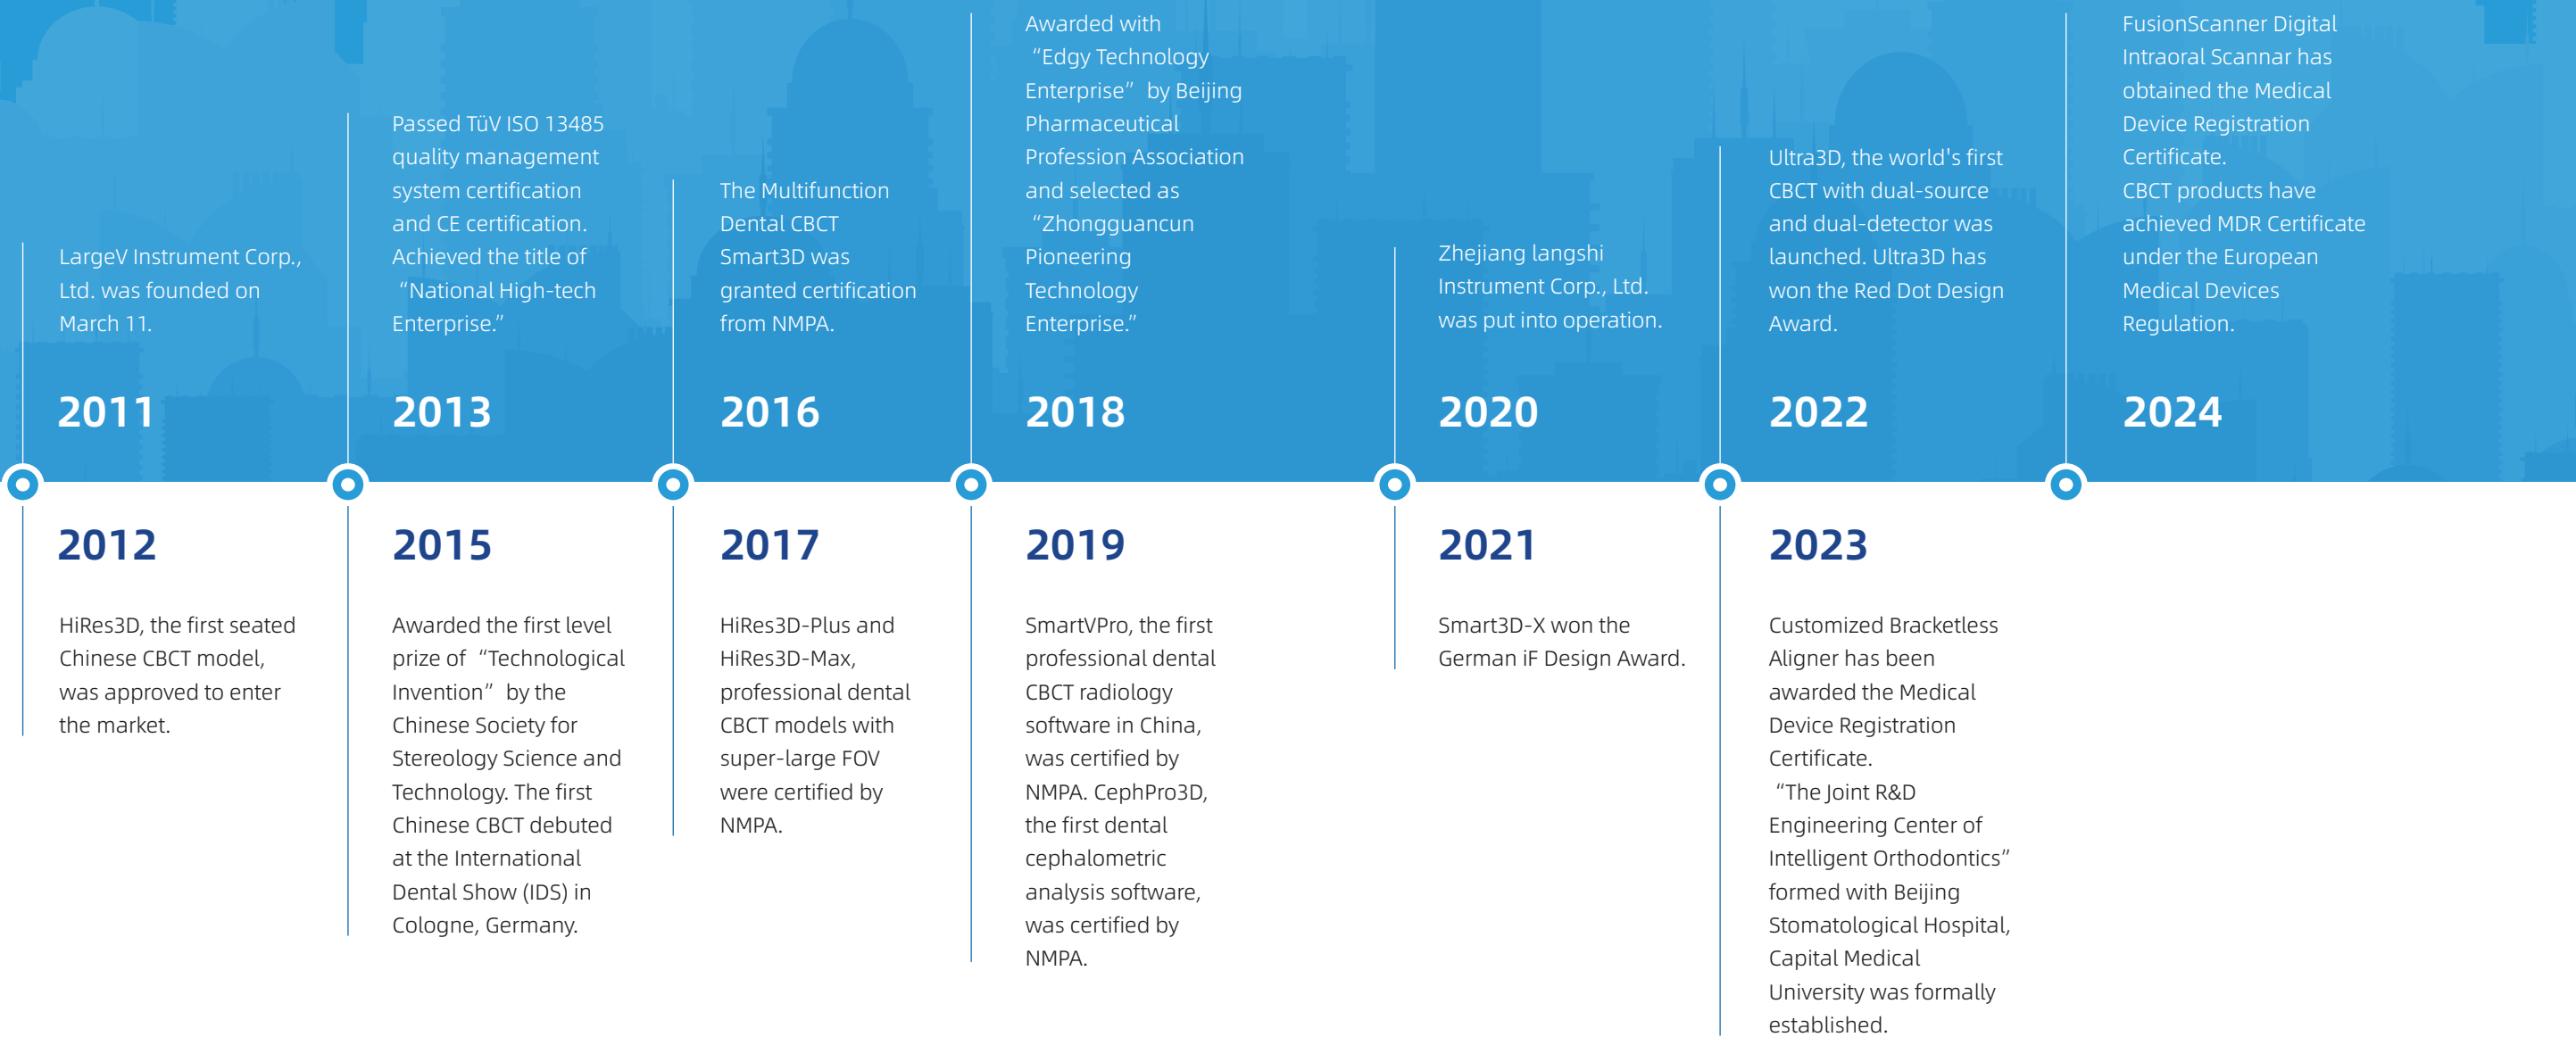 LargeV Instrument Corp.,
Ltd. was founded on
March 11.
2011
2012
HiRes3D, the first seated
Chinese CBCT model,
was approved to enter
the market.
Passed TüV ISO 13485
quality management
system certification
and CE certification.
Achieved the title of
“National High-tech
Enterprise.”
2013
2015
Awarded the first level
prize of “Technological
Invention” by the
Chinese Society for
Stereology Science and
Technology. The first
Chinese CBCT debuted
at the International
Dental Show (IDS) in
Cologne, Germany.
The Multifunction
Dental CBCT
Smart3D was
granted certification
from NMPA.
2016
2017
HiRes3D-Plus and
HiRes3D-Max,
professional dental
CBCT models with
super-large FOV
were certified by
NMPA.
Awarded with
“Edgy Technology
Enterprise” by Beijing
Pharmaceutical
Profession Association
and selected as
“Zhongguancun
Pioneering
Technology
Enterprise.”
2018
2019
SmartVPro, the first
professional dental
CBCT radiology
software in China,
was certified by
NMPA. CephPro3D,
the first dental
cephalometric
analysis software,
was certified by
NMPA.
Zhejiang langshi
Instrument Corp., Ltd.
was put into operation.
2020
2021
Smart3D-X won the
German iF Design Award.
Ultra3D, the world's first
CBCT with dual-source
and dual-detector was
launched. Ultra3D has
won the Red Dot Design
Award.
2022
2023
Customized Bracketless
Aligner has been
awarded the Medical
Device Registration
Certificate.
“The Joint R&D
Engineering Center of
Intelligent Orthodontics”
formed with Beijing
Stomatological Hospital,
Capital Medical
University was formally
established.
FusionScanner Digital
Intraoral Scannar has
obtained the Medical
Device Registration
Certificate.
CBCT products have
achieved MDR Certificate
under the European
Medical Devices
Regulation.
2024